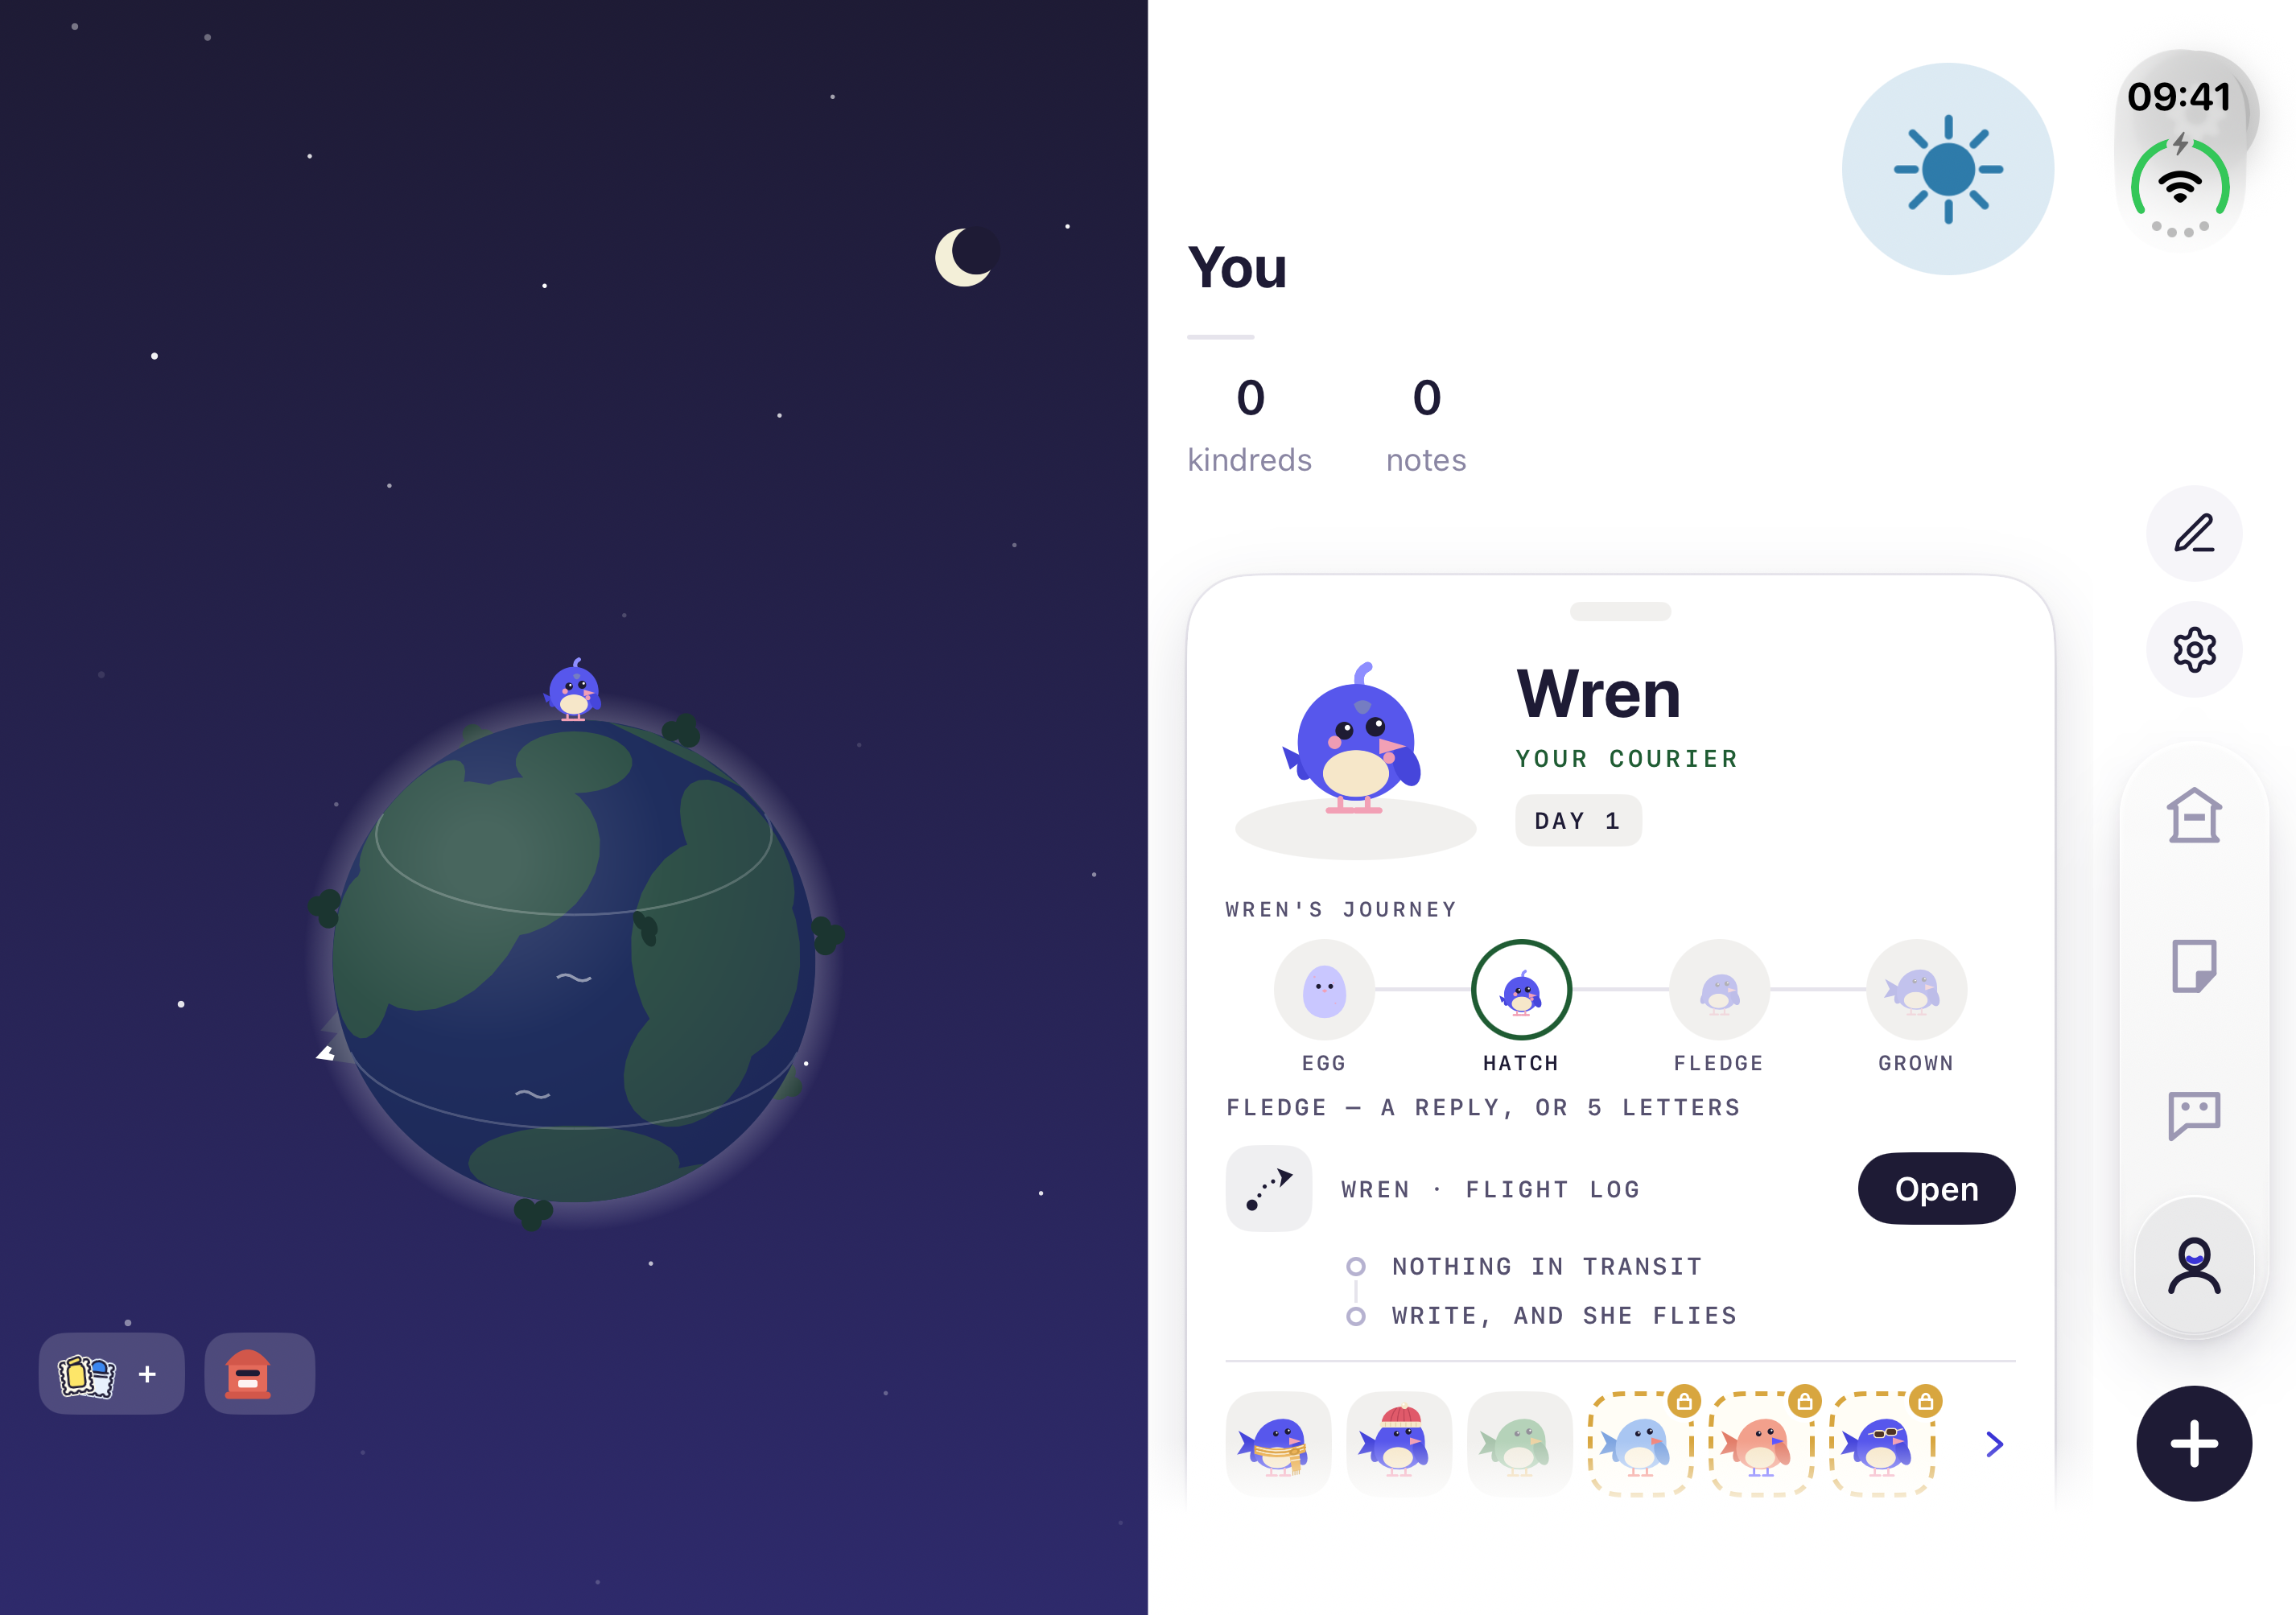 09:41
You
0 0
kindreds notes
Wren
YOUR COURIER
DAY 1
WREN'S JOURNEY
EGG HATCH FLEDGE GROWN
FLEDGE — A REPLY, OR 5 LETTERS
WREN · FLIGHT LOG
Open
NOTHING IN TRANSIT
WRITE, AND SHE FLIES
+